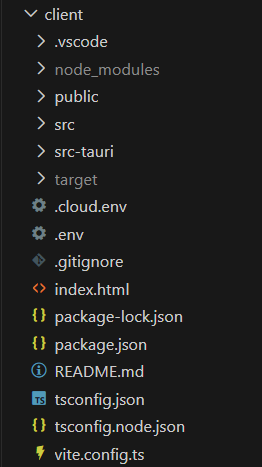 client
.vscode
node_modules
public
src
src-tauri
target
.cloud.env
.env
.gitignore
index.html
package-lock.json
package.json
README.md
tsconfig.json
tsconfig.node.json
vite.config.ts